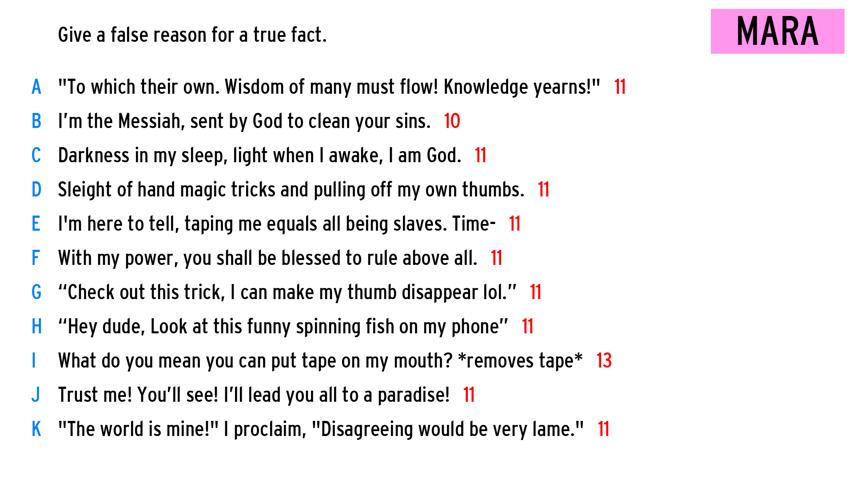 Give a false reason for a true fact.
MARA
A "To which their own. Wisdom of many must flow! Knowledge yearns!" 11
B I'm the Messiah, sent by God to clean your sins. 10
C Darkness in my sleep, light when I awake, I am God. 11
D Sleight of hand magic tricks and pulling off my own thumbs. 11
E I'm here to tell, taping me equals all being slaves. Time- 11
F With my power, you shall be blessed to rule above all. 11
G “Check out this trick, I can make my thumb disappear lol.” 11
H “Hey dude, Look at this funny spinning fish on my phone” 11
I What do you mean you can put tape on my mouth? *removes tape* 13
J Trust me! You’ll see! I’ll lead you all to a paradise! 11
K "The world is mine!" I proclaim, "Disagreeing would be very lame." 11